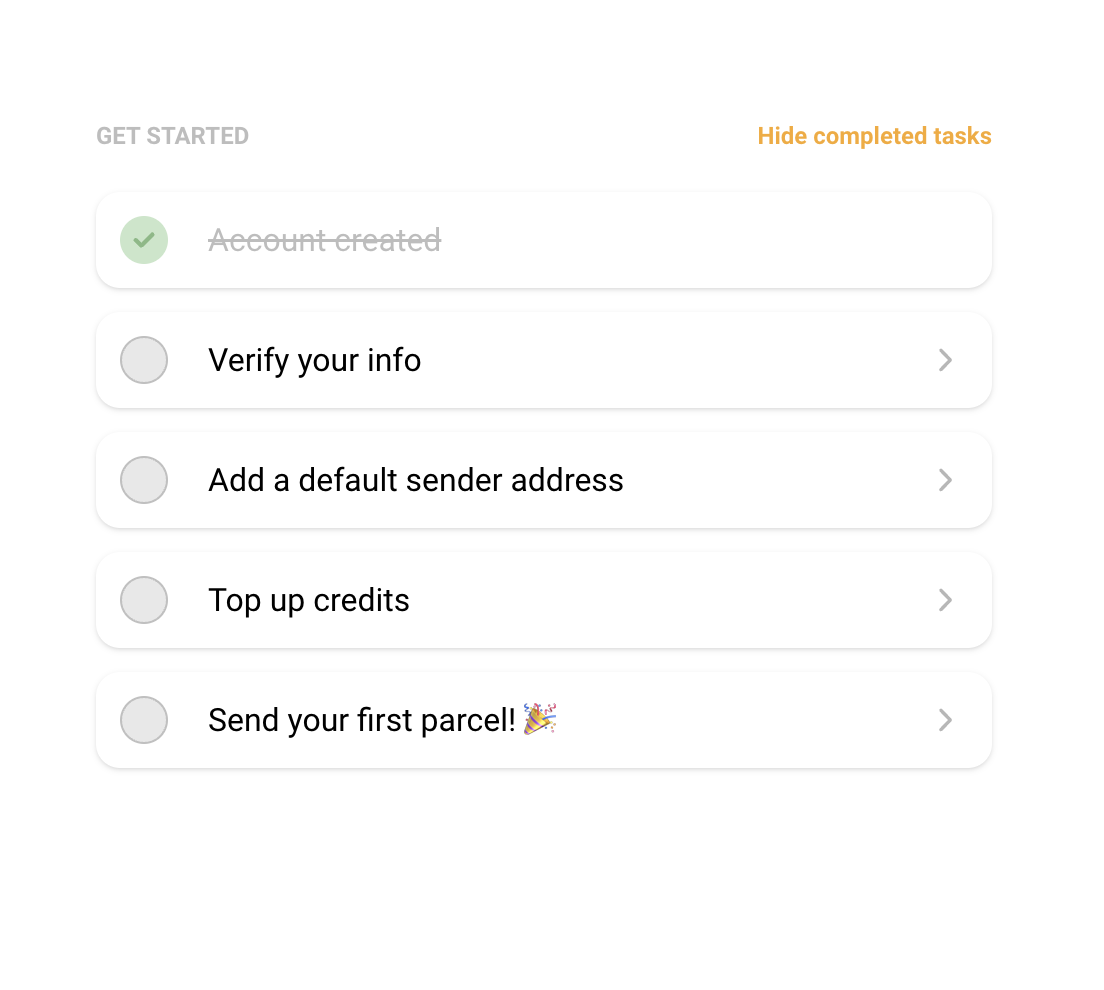 GET STARTED
Hide completed tasks
Account created
Verify your info
Add a default sender address
Top up credits
Send your first parcel! 🎉